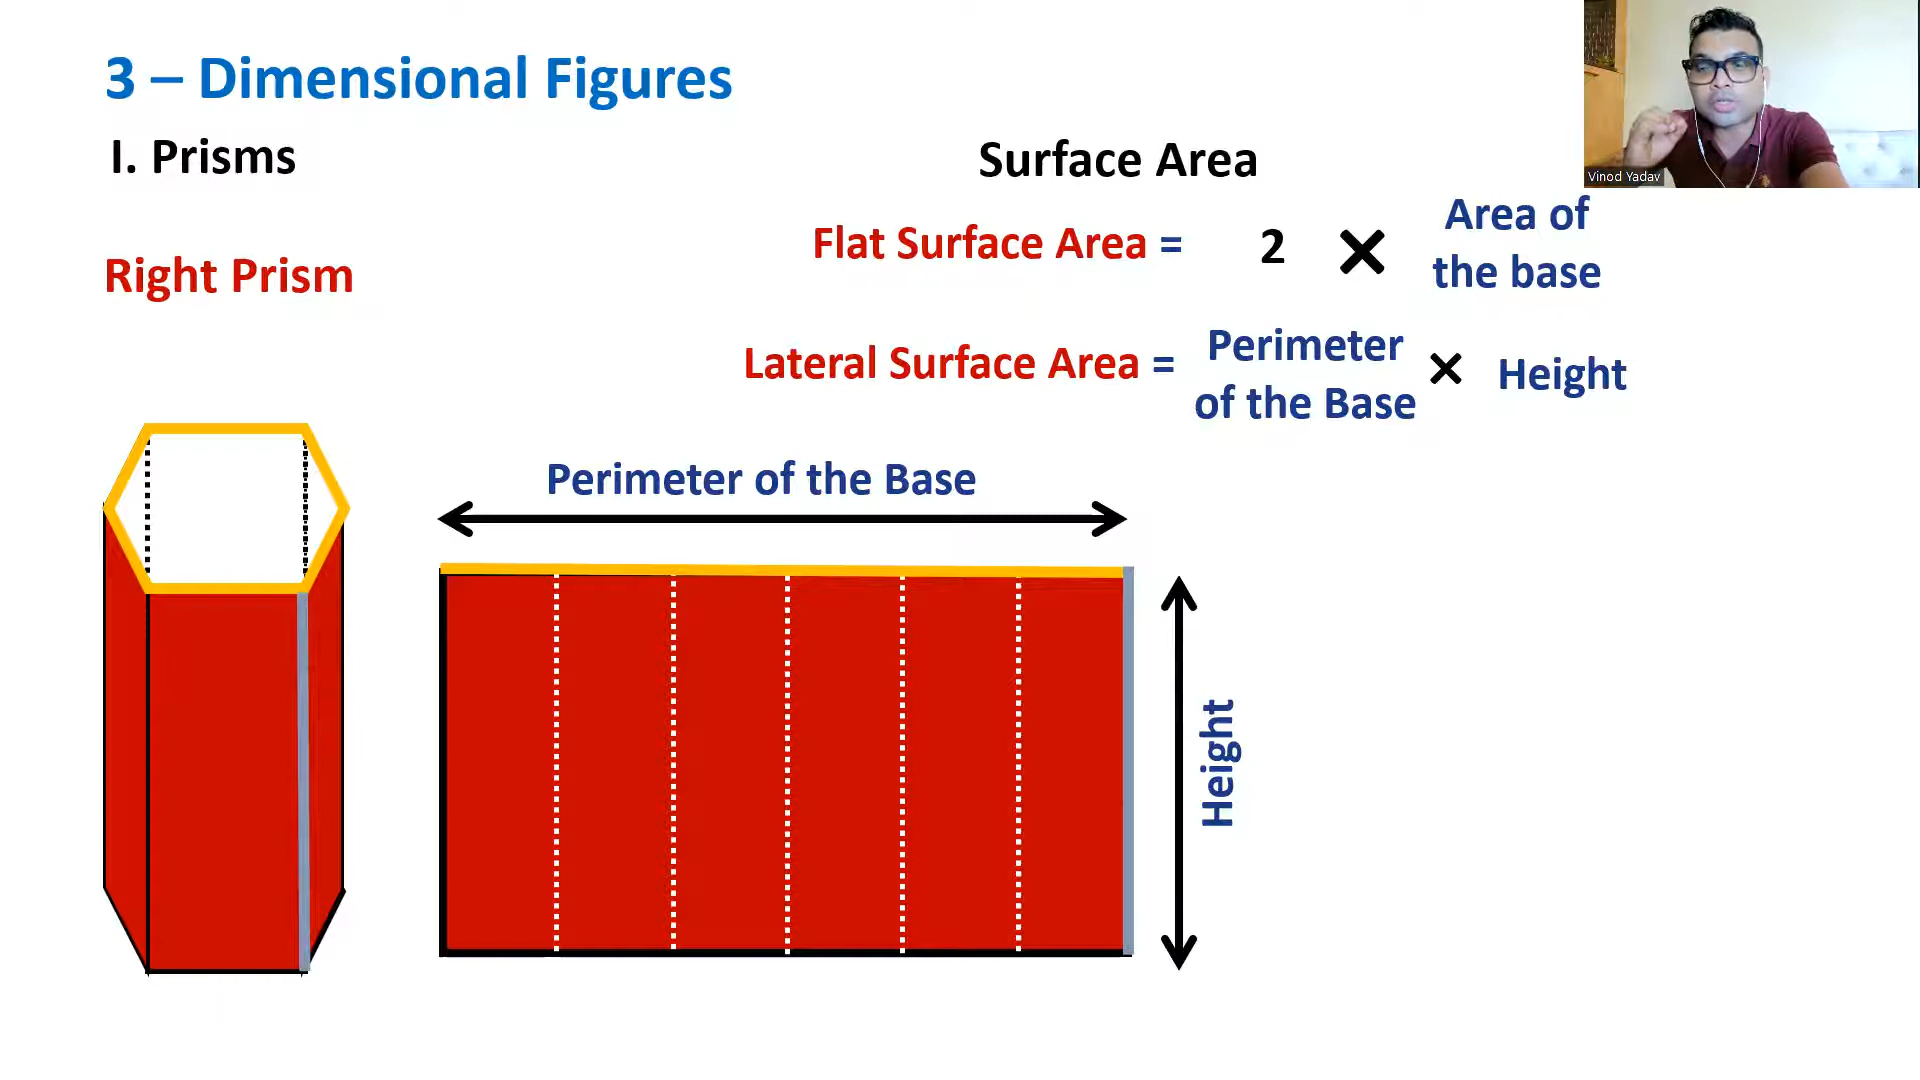 3 – Dimensional Figures
I. Prisms
Surface Area
Vinod Yadav
Flat Surface Area = 2 × Area of
the base
Right Prism
Lateral Surface Area = Perimeter
of the Base × Height
Perimeter of the Base
Height